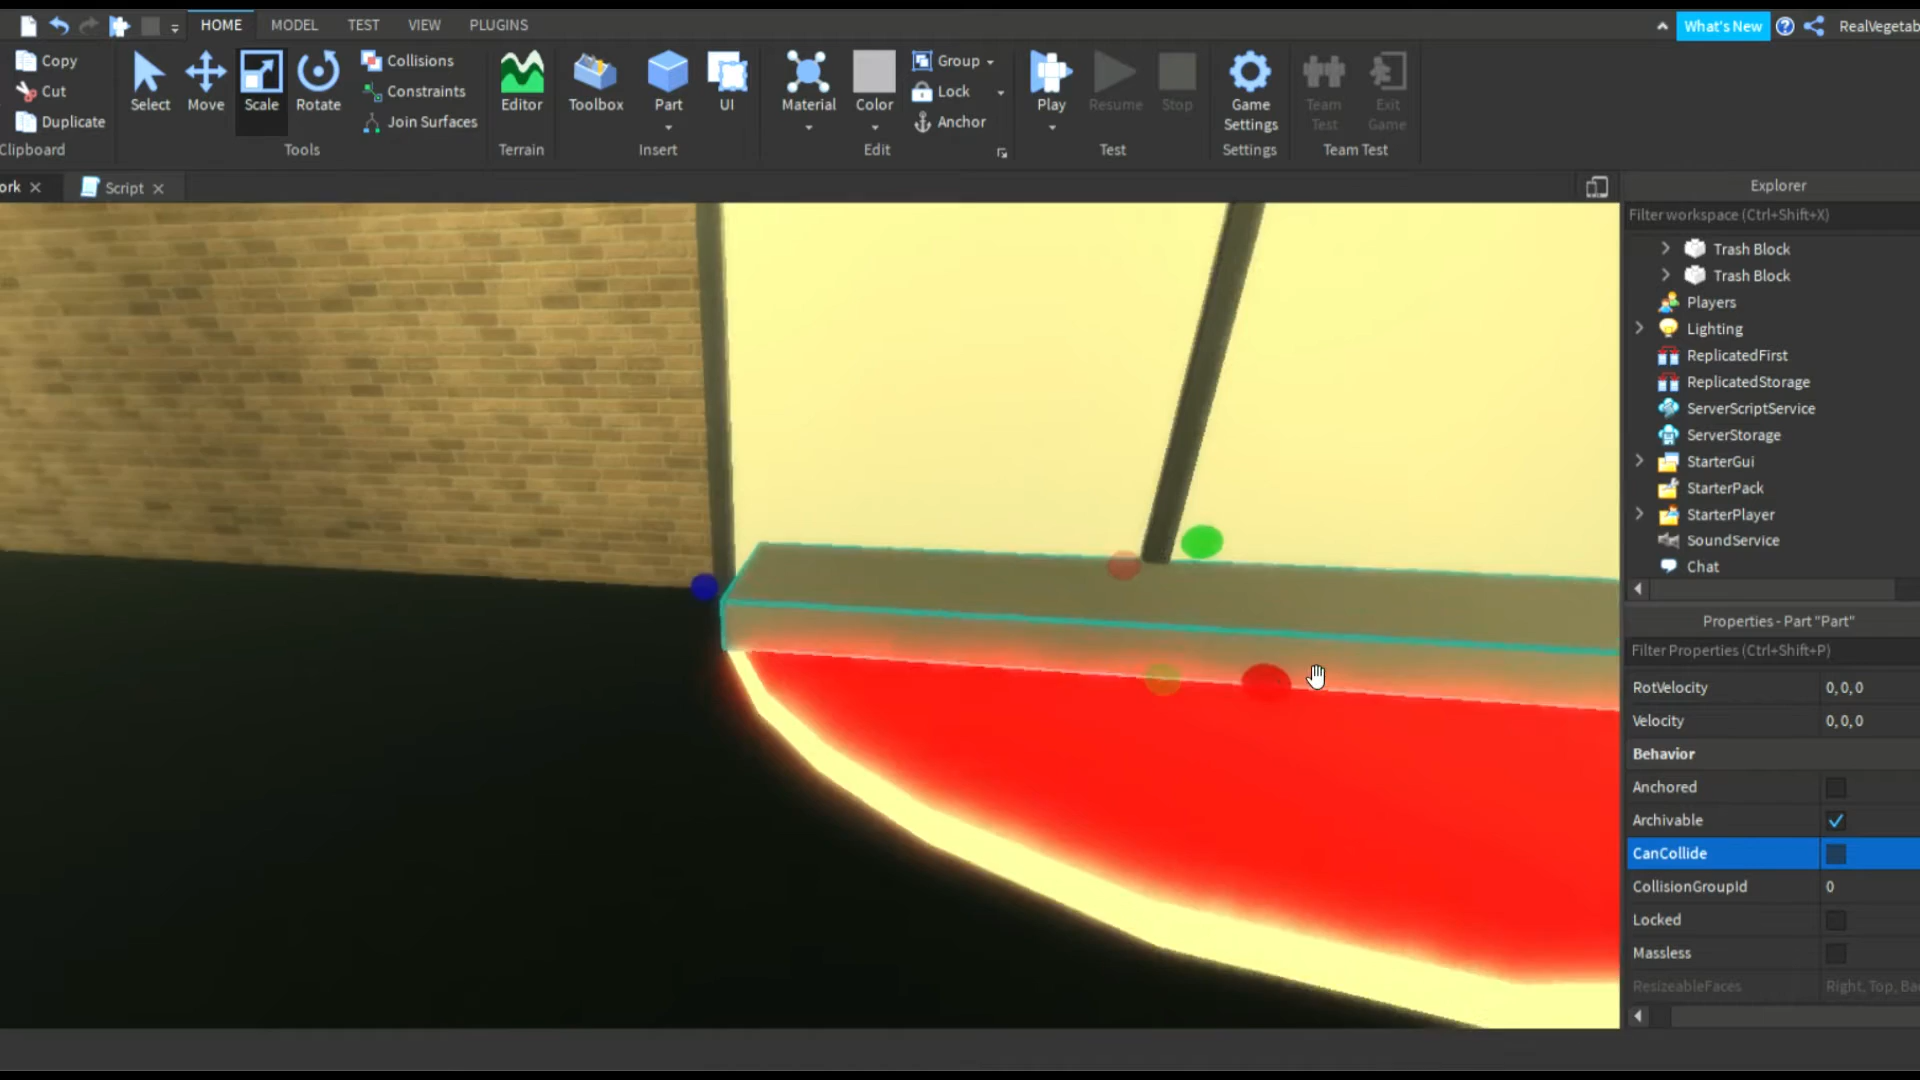 HOME MODEL TEST VIEW PLUGINS
What's New ? RealVegetab
Copy
Cut
Duplicate
Clipboard
Select Move Scale Rotate
Collisions
Constraints
Join Surfaces
Tools
Editor
Terrain
Toolbox Part UI
Insert
Material Color
Group
Lock
Anchor
Edit
Play Resume Stop
Test
Game
Settings
Settings
Team
Test
Exit
Game
Team Test
ork
Script
Explorer
Filter workspace (Ctrl+Shift+X)
Trash Block
Trash Block
Players
Lighting
ReplicatedFirst
ReplicatedStorage
ServerScriptService
ServerStorage
StarterGui
StarterPack
StarterPlayer
SoundService
Chat
Properties - Part "Part"
Filter Properties (Ctrl+Shift+P)
RotVelocity 0, 0, 0
Velocity 0, 0, 0
Behavior
Anchored
Archivable
CanCollide
CollisionGroupId 0
Locked
Massless
ResizeableFaces Right, Top, Ba